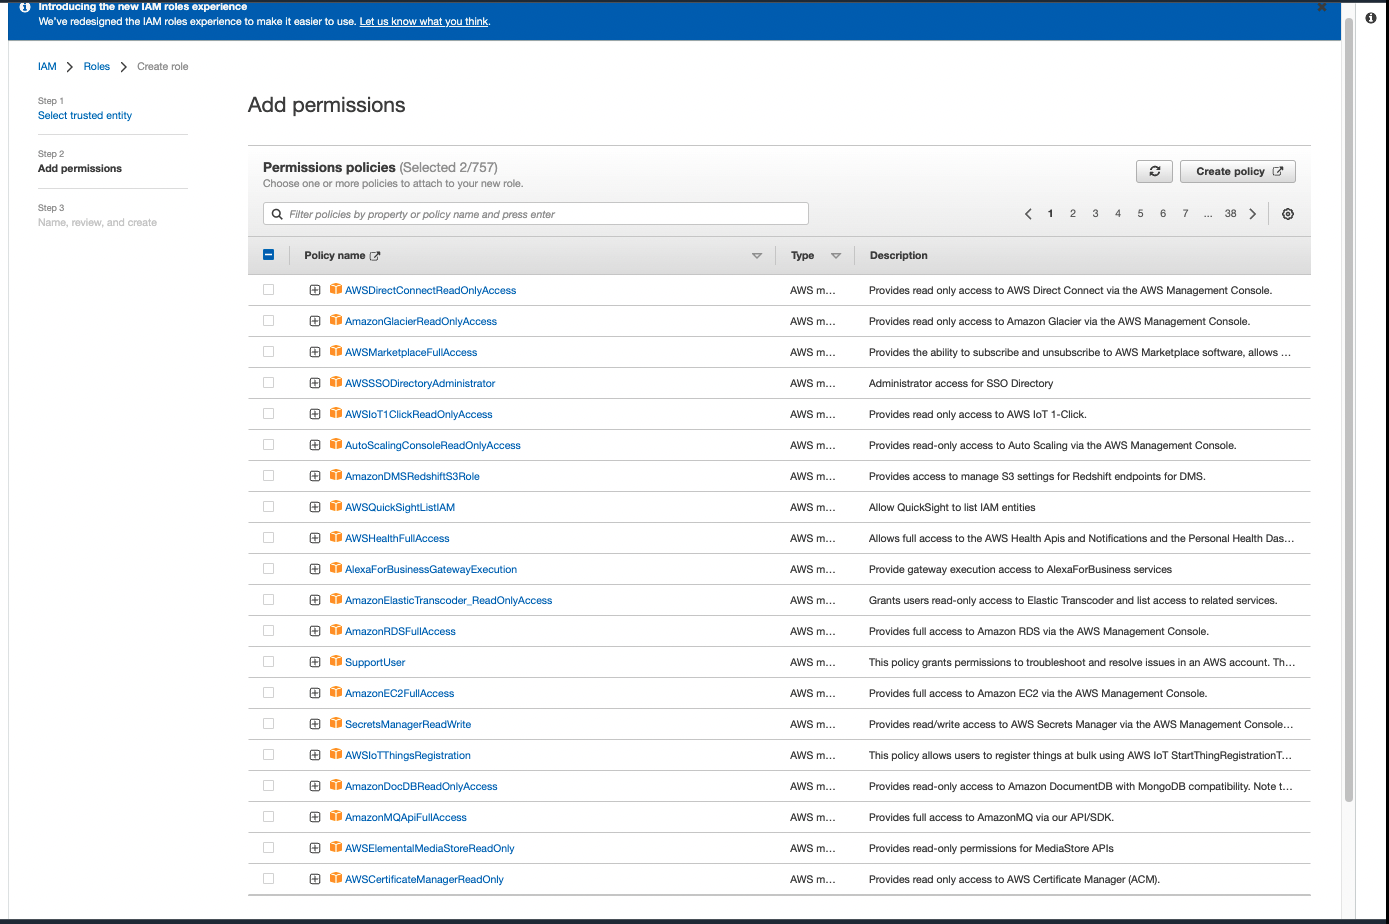 Introducing the new IAM roles experience
We've redesigned the IAM roles experience to make it easier to use. Let us know what you think.
IAM > Roles > Create role
Step 1
Select trusted entity
Step 2
Add permissions
Step 3
Name, review, and create
Add permissions
Permissions policies (Selected 2/757)
Choose one or more policies to attach to your new role.
Create policy
Filter policies by property or policy name and press enter
1 2 3 4 5 6 7 ... 38
Policy name Type Description
AWSDirectConnectReadOnlyAccess AWS m... Provides read only access to AWS Direct Connect via the AWS Management Console.
AmazonGlacierReadOnlyAccess AWS m... Provides read only access to Amazon Glacier via the AWS Management Console.
AWSMarketplaceFullAccess AWS m... Provides the ability to subscribe and unsubscribe to AWS Marketplace software, allows ...
AWSSSODirectoryAdministrator AWS m... Administrator access for SSO Directory
AWSIoT1ClickReadOnlyAccess AWS m... Provides read only access to AWS IoT 1-Click.
AutoScalingConsoleReadOnlyAccess AWS m... Provides read-only access to Auto Scaling via the AWS Management Console.
AmazonDMSRedshiftS3Role AWS m... Provides access to manage S3 settings for Redshift endpoints for DMS.
AWSQuickSightListIAM AWS m... Allow QuickSight to list IAM entities
AWSHealthFullAccess AWS m... Allows full access to the AWS Health Apis and Notifications and the Personal Health Das...
AlexaForBusinessGatewayExecution AWS m... Provide gateway execution access to AlexaForBusiness services
AmazonElasticTranscoder_ReadOnlyAccess AWS m... Grants users read-only access to Elastic Transcoder and list access to related services.
AmazonRDSFullAccess AWS m... Provides full access to Amazon RDS via the AWS Management Console.
SupportUser AWS m... This policy grants permissions to troubleshoot and resolve issues in an AWS account. Th...
AmazonEC2FullAccess AWS m... Provides full access to Amazon EC2 via the AWS Management Console.
SecretsManagerReadWrite AWS m... Provides read/write access to AWS Secrets Manager via the AWS Management Console...
AWSIoTThingsRegistration AWS m... This policy allows users to register things at bulk using AWS IoT StartThingRegistrationT...
AmazonDocDBReadOnlyAccess AWS m... Provides read-only access to Amazon DocumentDB with MongoDB compatibility. Note t...
AmazonMQApiFullAccess AWS m... Provides full access to AmazonMQ via our API/SDK.
AWSElementalMediaStoreReadOnly AWS m... Provides read-only permissions for MediaStore APIs
AWSCertificateManagerReadOnly AWS m... Provides read only access to AWS Certificate Manager (ACM).